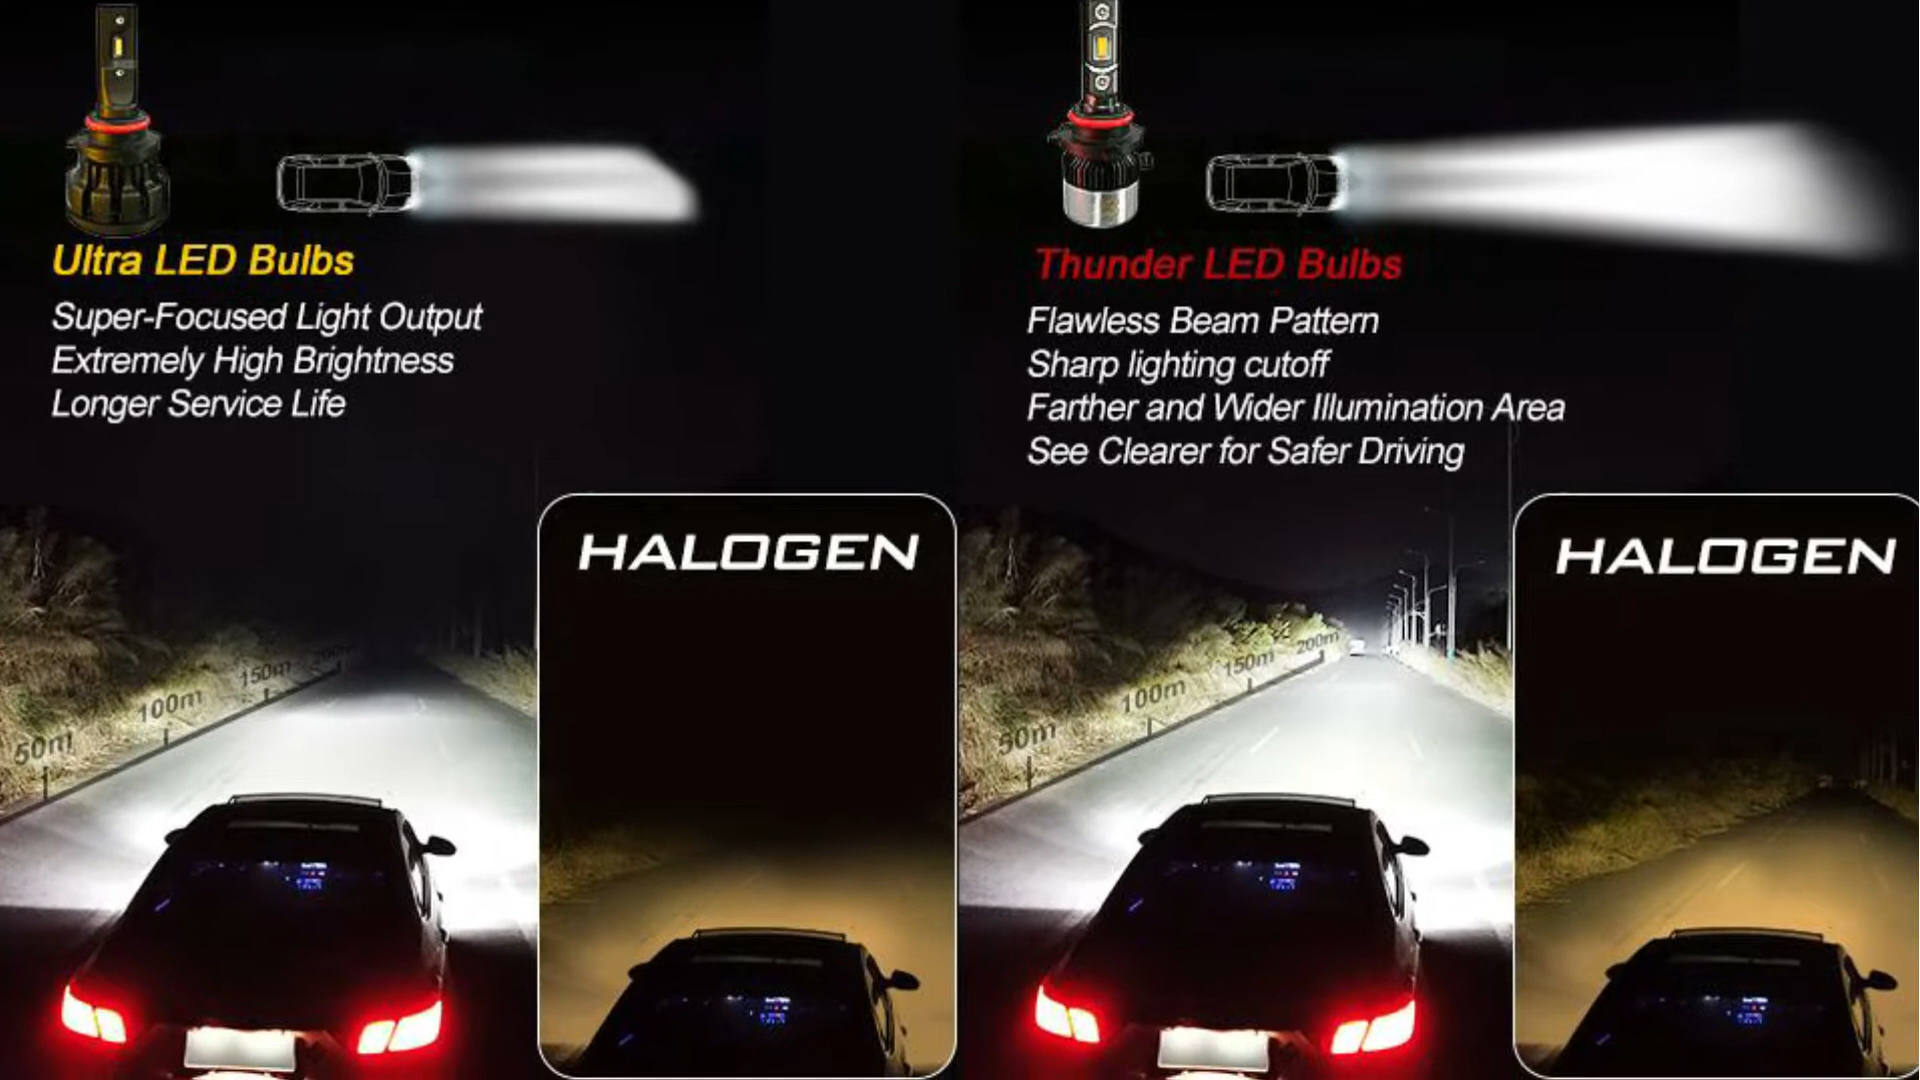 Ultra LED Bulbs
Super-Focused Light Output
Extremely High Brightness
Longer Service Life
HALOGEN
50m
100m
150m
200m
Thunder LED Bulbs
Flawless Beam Pattern
Sharp lighting cutoff
Farther and Wider Illumination Area
See Clearer for Safer Driving
HALOGEN
50m
100m
150m
200m